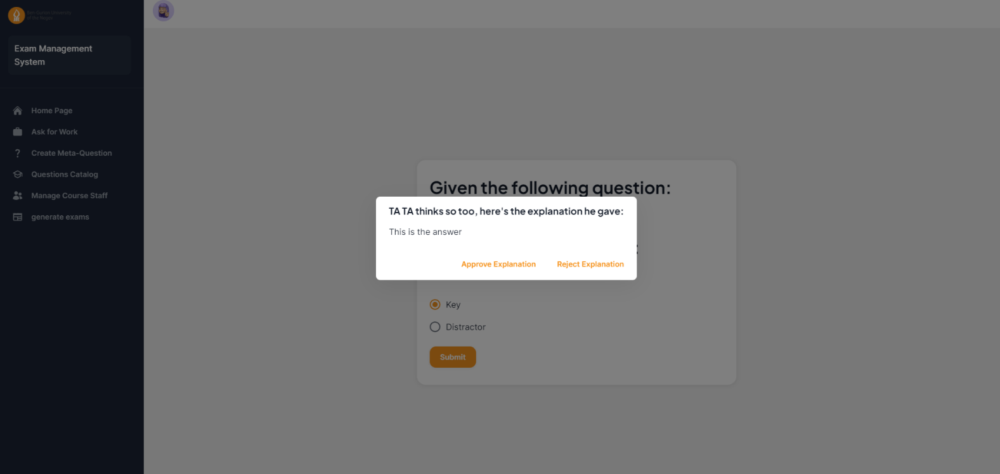 Ben Gurion University
of the Negev
Exam Management
System
Home Page
Ask for Work
Create Meta-Question
Questions Catalog
Manage Course Staff
generate exams
Given the following question:
TA TA thinks so too, here's the explanation he gave:
This is the answer
Approve Explanation
Reject Explanation
Key
Distractor
Submit